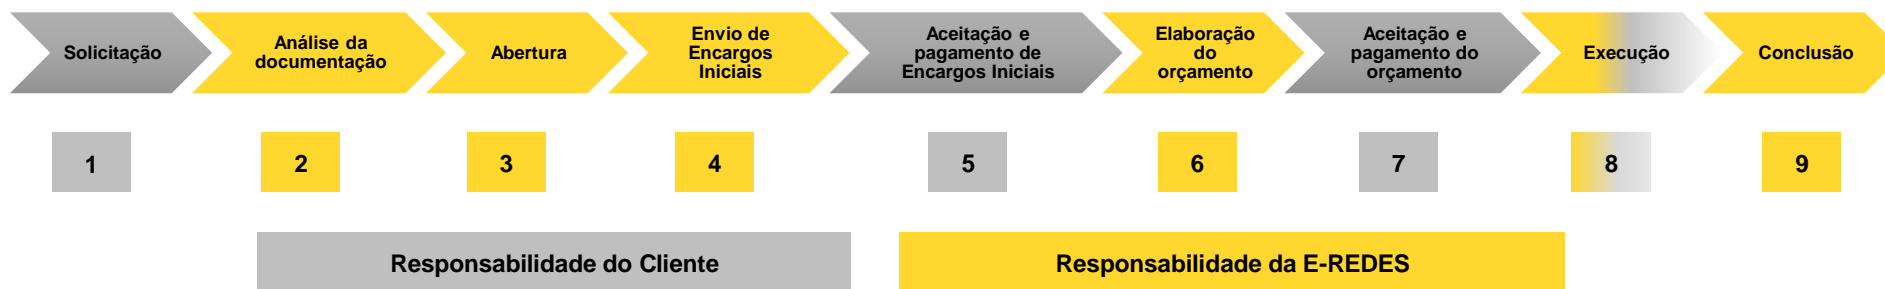 Solicitação
Análise da
documentação
Abertura
Envio de
Encargos
Iniciais
Aceitação e
pagamento de
Encargos Iniciais
Elaboração
do
orçamento
Aceitação e
pagamento do
orçamento
Execução
Conclusão
1
2
3
4
5
6
7
8
9
Responsabilidade do Cliente
Responsabilidade da E-REDES